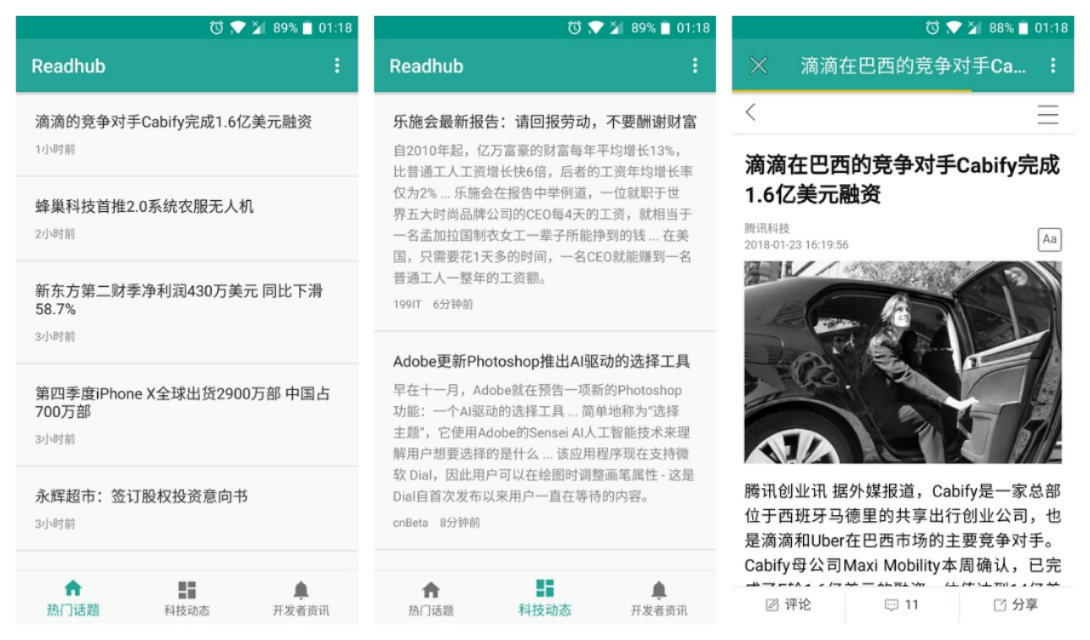 89% 01:18
Readhub
滴滴的竞争对手Cabify完成1.6亿美元融资
1小时前
蜂巢科技首推2.0系统农服无人机
2小时前
新东方第二财季净利润430万美元 同比下滑
58.7%
3小时前
第四季度iPhone X全球出货2900万部 中国占
700万部
3小时前
永辉超市：签订股权投资意向书
3小时前
热门话题 科技动态 开发者资讯
89% 01:18
Readhub
乐施会最新报告：请回报劳动，不要酬谢财富
自2010年起，亿万富豪的财富每年平均增长13%，
比普通工人工资增长快6倍，后者的工资年均增长率
仅为2% ... 乐施会在报告中举例道，一位就职于世
界五大时尚品牌公司的CEO每4天的工资，就相当于
一名孟加拉国制衣女工一辈子所能挣到的钱 ... 在美
国，只需要花1天多的时间，一名CEO就能赚到一名
普通工人一整年的工资额。
199IT 6分钟前
Adobe更新Photoshop推出AI驱动的选择工具
早在十一月，Adobe就在预告一项新的Photoshop
功能：一个AI驱动的选择工具 ... 简单地称为“选择
主题”，它使用Adobe的Sensei AI人工智能技术来理
解用户想要选择的是什么 ... 该应用程序现在支持微
软 Dial，因此用户可以在绘图时调整画笔属性 - 这是
Dial自首次发布以来用户一直在等待的内容。
cnBeta 8分钟前
热门话题 科技动态 开发者资讯
88% 01:18
滴滴在巴西的竞争对手Ca...
滴滴在巴西的竞争对手Cabify完成
1.6亿美元融资
腾讯科技
2018-01-23 16:19:56
Aa
腾讯创业讯 据外媒报道，Cabify是一家总部
位于西班牙马德里的共享出行创业公司，也
是滴滴和Uber在巴西市场的主要竞争对手。
Cabify母公司Maxi Mobility本周确认，已完
评论 11 分享